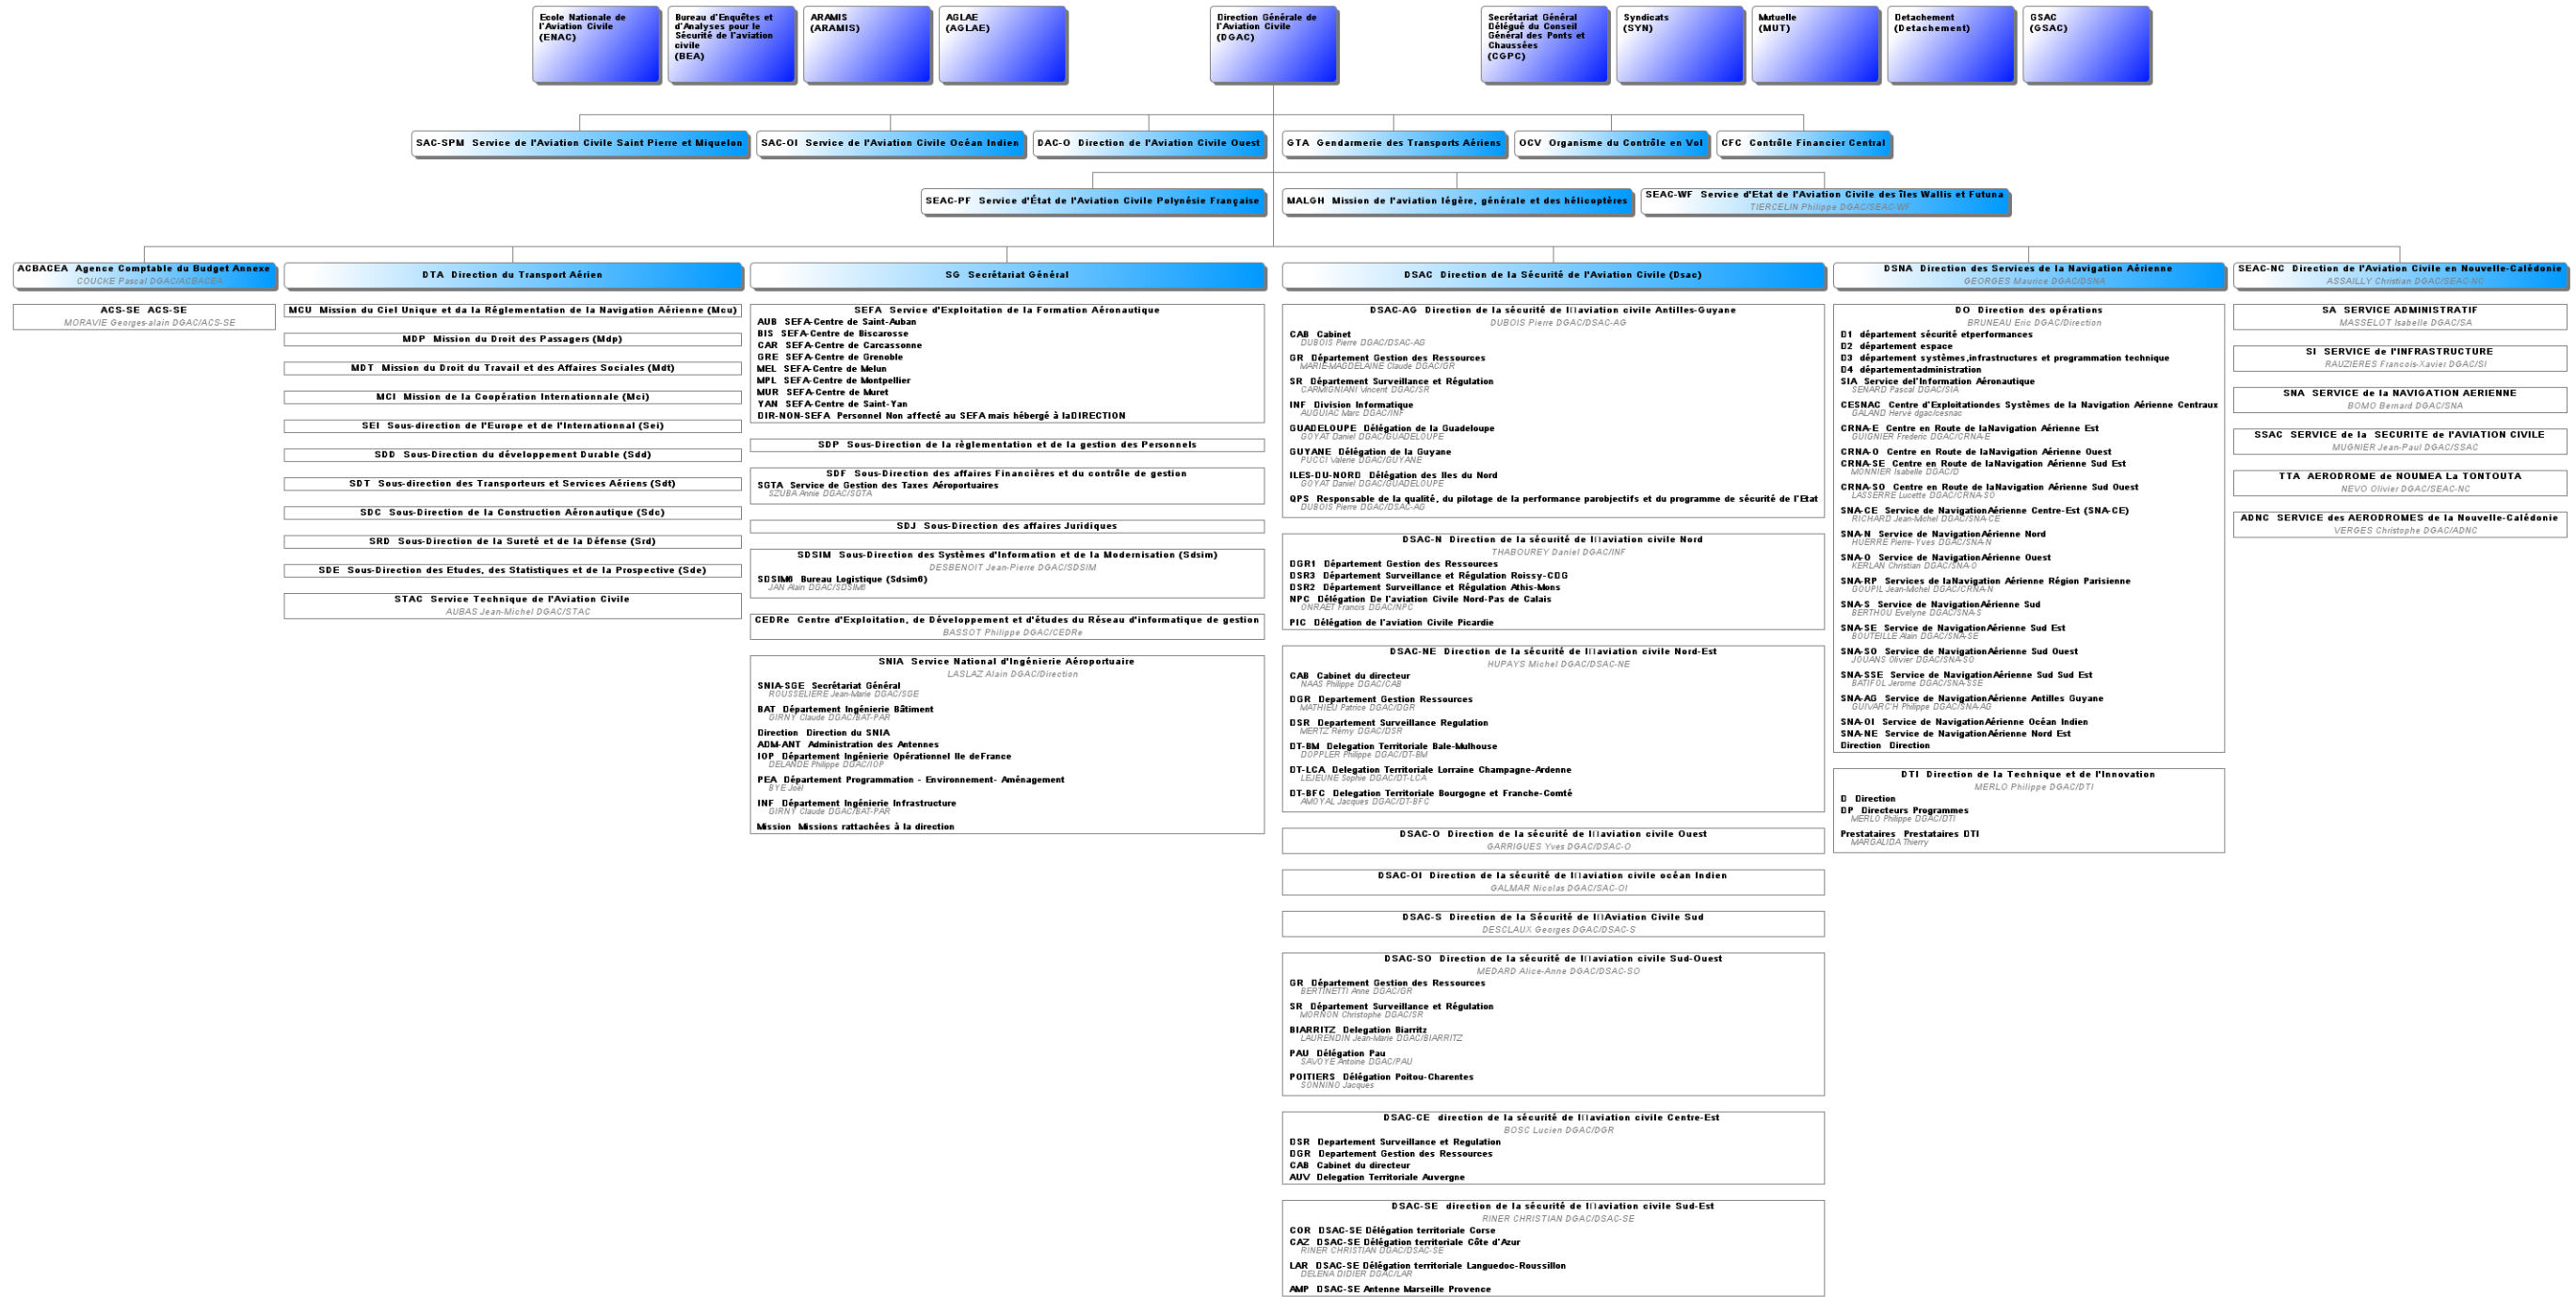 Ecole Nationale de
l'Aviation Civile
(ENAC)
Bureau d'Enquêtes et
d'Analyses pour le
Sécurité de l'aviation
civile
(BEA)
ARAMIS
(ARAMIS)
AGLAE
(AGLAE)
Direction Générale de
l'Aviation Civile
(DGAC)
Secrétariat Général
Délégué du Conseil
Général des Ponts et
Chaussées
(CGPC)
Syndicats
(SYN)
Mutuelle
(MUT)
Detachement
(Detachement)
GSAC
(GSAC)
SAC-SPM Service de l'Aviation Civile Saint Pierre et Miquelon
SAC-OI Service de l'Aviation Civile Océan Indien
DAC-O Direction de l'Aviation Civile Ouest
GTA Gendarmerie des Transports Aériens
OCV Organisme du Contrôle en Vol
CFC Contrôle Financier Central
SEAC-PF Service d'État de l'Aviation Civile Polynésie Française
MALGH Mission de l'aviation légère, générale et des hélicoptères
SEAC-WF Service d'Etat de l'Aviation Civile des îles Wallis et Futuna
TIERCELIN Philippe DGAC/SEAC-WF
ACBACEA Agence Comptable du Budget Annexe
COUCKE Pascal DGAC/ACBACEA
ACS-SE ACS-SE
MORAVIE Georges-alain DGAC/ACS-SE
DTA Direction du Transport Aérien
MCU Mission du Ciel Unique et da la Réglementation de la Navigation Aérienne (Mcu)
MDP Mission du Droit des Passagers (Mdp)
MDT Mission du Droit du Travail et des Affaires Sociales (Mdt)
MCI Mission de la Coopération Internationnale (Mci)
SEI Sous-direction de l'Europe et de l'Internationnal (Sei)
SDD Sous-Direction du développement Durable (Sdd)
SDT Sous-direction des Transporteurs et Services Aériens (Sdt)
SDC Sous-Direction de la Construction Aéronautique (Sdc)
SRD Sous-Direction de la Sureté et de la Défense (Srd)
SDE Sous-Direction des Etudes, des Statistiques et de la Prospective (Sde)
STAC Service Technique de l'Aviation Civile
AUBAS Jean-Michel DGAC/STAC
SG Secrétariat Général
SEFA Service d'Exploitation de la Formation Aéronautique
AUB SEFA-Centre de Saint-Auban
BIS SEFA-Centre de Biscarosse
CAR SEFA-Centre de Carcassonne
GRE SEFA-Centre de Grenoble
MEL SEFA-Centre de Melun
MPL SEFA-Centre de Montpellier
MUR SEFA-Centre de Muret
YAN SEFA-Centre de Saint-Yan
DIR-NON-SEFA Personnel Non affecté au SEFA mais hébergé à laDIRECTION
SDP Sous-Direction de la règlementation et de la gestion des Personnels
SDF Sous-Direction des affaires Financières et du contrôle de gestion
SGTA Service de Gestion des Taxes Aéroportuaires
SZUBA Annie DGAC/SGTA
SDJ Sous-Direction des affaires Juridiques
SDSIM Sous-Direction des Systèmes d'Information et de la Modernisation (Sdsim)
DESBENOIT Jean-Pierre DGAC/SDSIM
SDSIM6 Bureau Logistique (Sdsim6)
JAN Alain DGAC/SDSIM6
CEDRe Centre d'Exploitation, de Développement et d'études du Réseau d'informatique de gestion
BASSOT Philippe DGAC/CEDRe
SNIA Service National d'Ingénierie Aéroportuaire
LASLAZ Alain DGAC/Direction
SNIA-SGE Secrétariat Général
ROUSSELIERE Jean-Marie DGAC/SGE
BAT Département Ingénierie Bâtiment
GIRNY Claude DGAC/BAT-PAR
Direction Direction du SNIA
ADM-ANT Administration des Antennes
IOP Département Ingénierie Opérationnel Ile deFrance
DELANDE Philippe DGAC/IOP
PEA Département Programmation - Environnement- Aménagement
BYE Joël
INF Département Ingénierie Infrastructure
GIRNY Claude DGAC/BAT-PAR
Mission Missions rattachées à la direction
DSAC Direction de la Sécurité de l'Aviation Civile (Dsac)
DSAC-AG Direction de la sécurité de l▯aviation civile Antilles-Guyane
DUBOIS Pierre DGAC/DSAC-AG
CAB Cabinet
DUBOIS Pierre DGAC/DSAC-AG
GR Département Gestion des Ressources
MARIE-MAGDELAINE Claude DGAC/GR
SR Département Surveillance et Régulation
CARMIGNIANI Vincent DGAC/SR
INF Division Informatique
AUGUIAC Marc DGAC/INF
GUADELOUPE Délégation de la Guadeloupe
GOYAT Daniel DGAC/GUADELOUPE
GUYANE Délégation de la Guyane
PUCCI Valerie DGAC/GUYANE
ILES-DU-NORD Délégation des Iles du Nord
GOYAT Daniel DGAC/GUADELOUPE
QPS Responsable de la qualité, du pilotage de la performance parobjectifs et du programme de sécurité de l'Etat
DUBOIS Pierre DGAC/DSAC-AG
DSAC-N Direction de la sécurité de l▯aviation civile Nord
THABOUREY Daniel DGAC/INF
DGR1 Département Gestion des Ressources
DSR3 Département Surveillance et Régulation Roissy-CDG
DSR2 Département Surveillance et Régulation Athis-Mons
NPC Délégation De l'aviation Civile Nord-Pas de Calais
ONRAET Francis DGAC/NPC
PIC Délégation de l'aviation Civile Picardie
DSAC-NE Direction de la sécurité de l▯aviation civile Nord-Est
HUPAYS Michel DGAC/DSAC-NE
CAB Cabinet du directeur
NAAS Philippe DGAC/CAB
DGR Departement Gestion Ressources
MATHIEU Patrice DGAC/DGR
DSR Departement Surveillance Regulation
MERTZ Rémy DGAC/DSR
DT-BM Delegation Territoriale Bale-Mulhouse
DOPPLER Philippe DGAC/DT-BM
DT-LCA Delegation Territoriale Lorraine Champagne-Ardenne
LEJEUNE Sophie DGAC/DT-LCA
DT-BFC Delegation Territoriale Bourgogne et Franche-Comté
AMOYAL Jacques DGAC/DT-BFC
DSAC-O Direction de la sécurité de l▯aviation civile Ouest
GARRIGUES Yves DGAC/DSAC-O
DSAC-OI Direction de la sécurité de l▯aviation civile océan Indien
GALMAR Nicolas DGAC/SAC-OI
DSAC-S Direction de la Sécurité de l▯Aviation Civile Sud
DESCLAUX Georges DGAC/DSAC-S
DSAC-SO Direction de la sécurité de l▯aviation civile Sud-Ouest
MEDARD Alice-Anne DGAC/DSAC-SO
GR Département Gestion des Ressources
BERTINETTI Anne DGAC/GR
SR Département Surveillance et Régulation
MORNON Christophe DGAC/SR
BIARRITZ Delegation Biarritz
LAURENDIN Jean-Marie DGAC/BIARRITZ
PAU Délégation Pau
SAVOYE Antoine DGAC/PAU
POITIERS Délégation Poitou-Charentes
SONNINO Jacques
DSAC-CE direction de la sécurité de l▯aviation civile Centre-Est
BOSC Lucien DGAC/DGR
DSR Departement Surveillance et Regulation
DGR Departement Gestion des Ressources
CAB Cabinet du directeur
AUV Delegation Territoriale Auvergne
DSAC-SE direction de la sécurité de l▯aviation civile Sud-Est
RINER CHRISTIAN DGAC/DSAC-SE
COR DSAC-SE Délégation territoriale Corse
CAZ DSAC-SE Délégation territoriale Côte d'Azur
RINER CHRISTIAN DGAC/DSAC-SE
LAR DSAC-SE Délégation territoriale Languedoc-Roussillon
DELENA DIDIER DGAC/LAR
AMP DSAC-SE Antenne Marseille Provence
DSNA Direction des Services de la Navigation Aérienne
GEORGES Maurice DGAC/DSNA
DO Direction des opérations
BRUNEAU Eric DGAC/Direction
D1 département sécurité etperformances
D2 département espace
D3 département systèmes,infrastructures et programmation technique
D4 départementadministration
SIA Service del'Information Aéronautique
SENARD Pascal DGAC/SIA
CESNAC Centre d'Exploitationdes Systèmes de la Navigation Aérienne Centraux
GALAND Hervé dgac/cesnac
CRNA-E Centre en Route de laNavigation Aérienne Est
GUIGNIER Frederic DGAC/CRNA-E
CRNA-O Centre en Route de laNavigation Aérienne Ouest
CRNA-SE Centre en Route de laNavigation Aérienne Sud Est
MONNIER Isabelle DGAC/D
CRNA-SO Centre en Route de laNavigation Aérienne Sud Ouest
LASSERRE Lucette DGAC/CRNA-SO
SNA-CE Service de NavigationAérienne Centre-Est (SNA-CE)
RICHARD Jean-Michel DGAC/SNA-CE
SNA-N Service de NavigationAérienne Nord
HUERRE Pierre-Yves DGAC/SNA-N
SNA-O Service de NavigationAérienne Ouest
KERLAN Christian DGAC/SNA-O
SNA-RP Services de laNavigation Aérienne Région Parisienne
GOUPIL Jean-Michel DGAC/CRNA-N
SNA-S Service de NavigationAérienne Sud
BERTHOU Evelyne DGAC/SNA-S
SNA-SE Service de NavigationAérienne Sud Est
BOUTEILLE Alain DGAC/SNA-SE
SNA-SO Service de NavigationAérienne Sud Ouest
JOUANS Olivier DGAC/SNA-SO
SNA-SSE Service de NavigationAérienne Sud Sud Est
BATIFOL Jerome DGAC/SNA-SSE
SNA-AG Service de NavigationAérienne Antilles Guyane
GUIVARC'H Philippe DGAC/SNA-AG
SNA-OI Service de NavigationAérienne Océan Indien
SNA-NE Service de NavigationAérienne Nord Est
Direction Direction
DTI Direction de la Technique et de l'Innovation
MERLO Philippe DGAC/DTI
D Direction
DP Directeurs Programmes
MERLO Philippe DGAC/DTI
Prestataires Prestataires DTI
MARGALIDA Thierry
SEAC-NC Direction de l'Aviation Civile en Nouvelle-Calédonie
ASSAILLY Christian DGAC/SEAC-NC
SA SERVICE ADMINISTRATIF
MASSELOT Isabelle DGAC/SA
SI SERVICE de l'INFRASTRUCTURE
RAUZIERES Francois-Xavier DGAC/SI
SNA SERVICE de la NAVIGATION AERIENNE
BOMO Bernard DGAC/SNA
SSAC SERVICE de la SECURITE de l'AVIATION CIVILE
MUGNIER Jean-Paul DGAC/SSAC
TTA AERODROME de NOUMEA La TONTOUTA
NEVO Olivier DGAC/SEAC-NC
ADNC SERVICE des AERODROMES de la Nouvelle-Calédonie
VERGES Christophe DGAC/ADNC